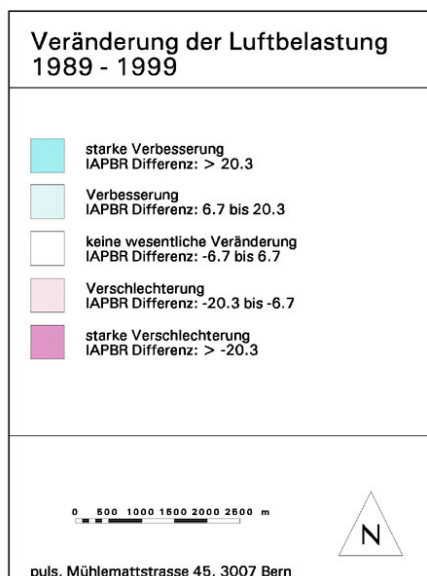 Veränderung der Luftbelastung
1989 - 1999
starke Verbesserung
IAPBR Differenz: > 20.3
Verbesserung
IAPBR Differenz: 6.7 bis 20.3
keine wesentliche Veränderung
IAPBR Differenz: -6.7 bis 6.7
Verschlechterung
IAPBR Differenz: -20.3 bis -6.7
starke Verschlechterung
IAPBR Differenz: > -20.3
0 500 1000 1500 2000 2500 m
N
puls, Mühlemattstrasse 45, 3007 Bern